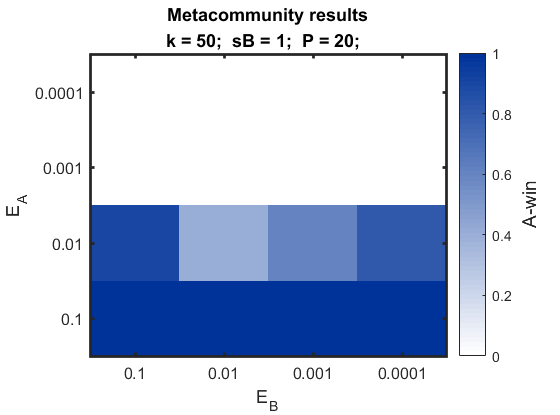 Metacommunity results
k = 50;  sB = 1;  P = 20;
0.0001
0.001
0.01
0.1
E_A
0.1
0.01
0.001
0.0001
E_B
1
0.8
0.6
0.4
0.2
0
A-win